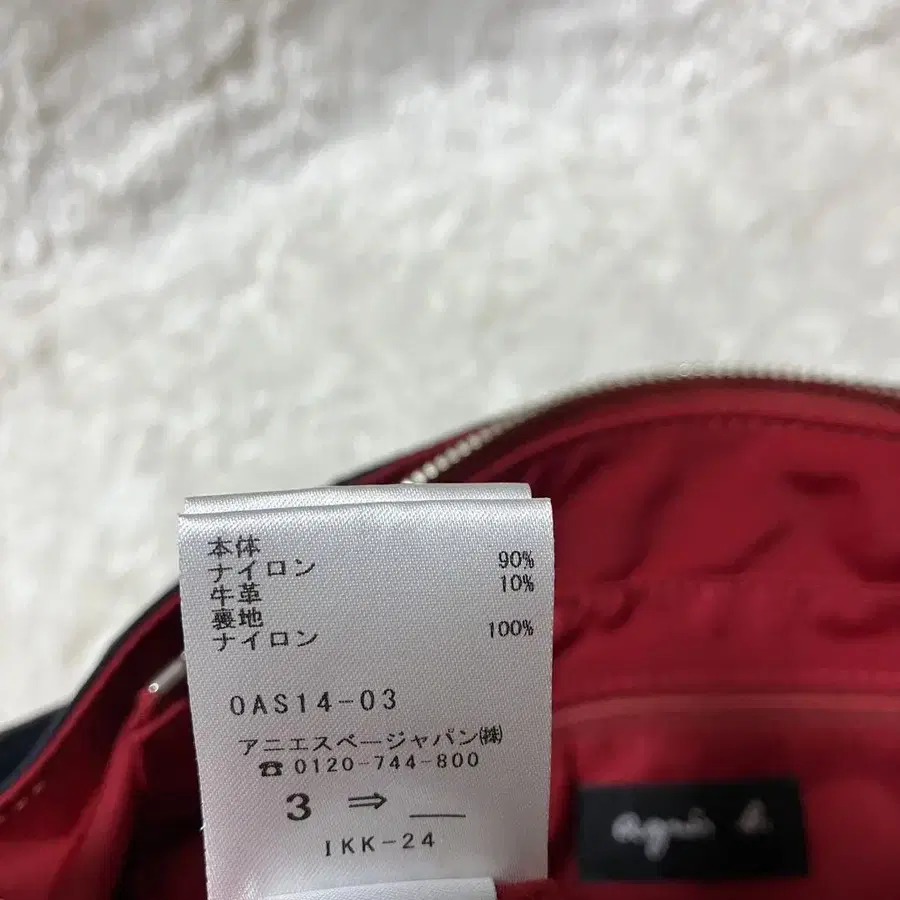 本体
ナイロン 90%
牛革 10%
裏地
ナイロン 100%
0AS14-03
アニエスベージャパン㈱
☎ 0120-744-800
3 ⇒ __
IKK-24
agnès b.